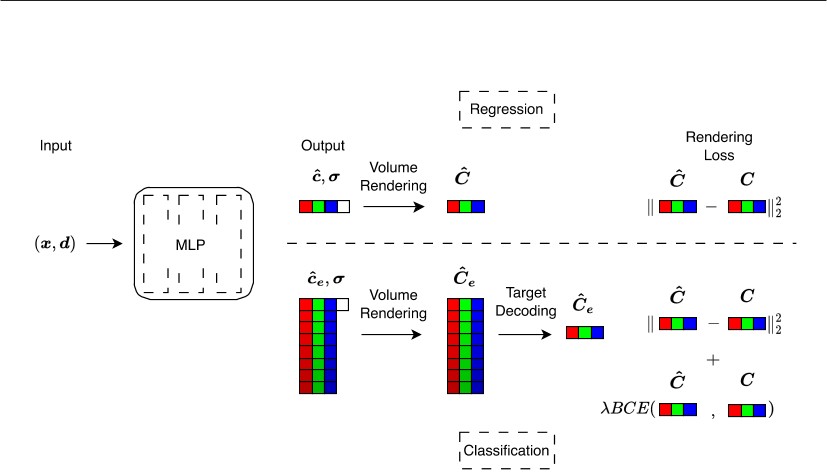 Regression
Input
Output
Rendering
Loss
ĉ, σ
Volume
Rendering
Ĉ
Ĉ
C
‖ − ‖₂²
(x, d)
MLP
ĉₑ, σ
Volume
Rendering
Ĉₑ
Target
Decoding
Ĉₑ
Ĉ
C
‖ − ‖₂²
+
Ĉ
C
λBCE( , )
Classification